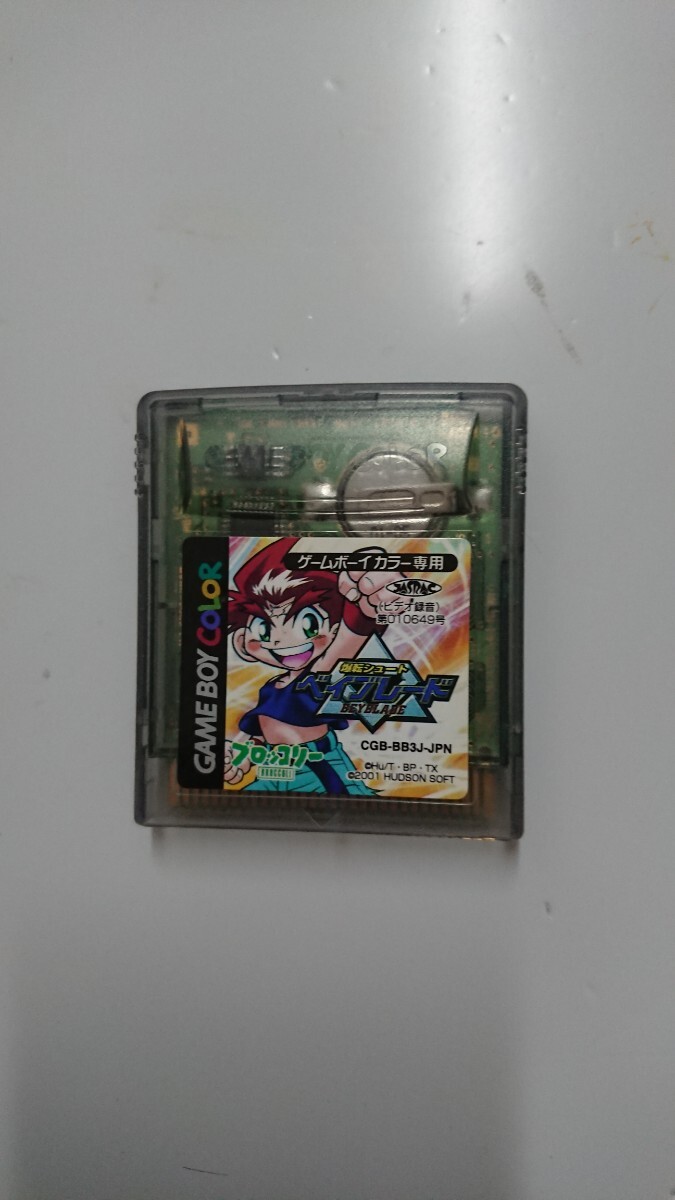 GAME BOY COLOR
ゲームボーイカラー専用
JASRAC
(ビデオ録音)
第010649号
爆転シュート
ベイブレード
BEYBLADE
ブロッコリー
BROCCOLI
CGB-BB3J-JPN
©Hu/T・BP・TX
©2001 HUDSON SOFT